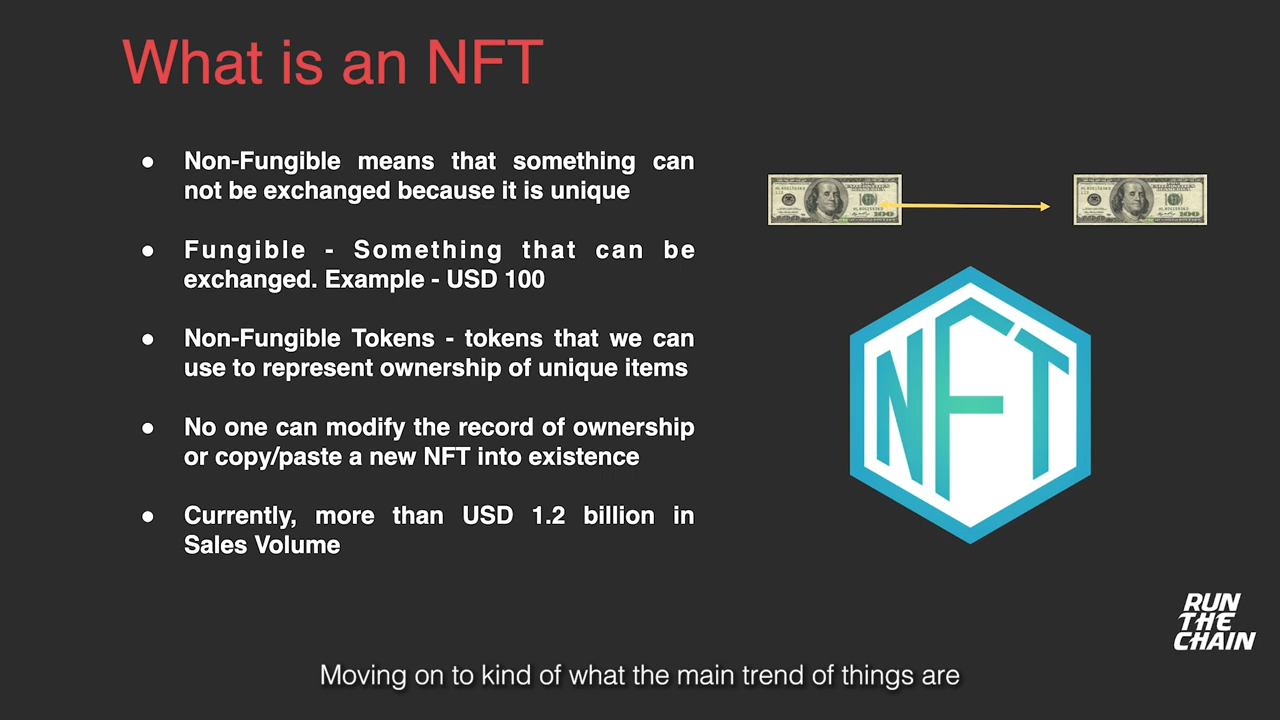 What is an NFT
● Non-Fungible means that something can
not be exchanged because it is unique
● Fungible - Something that can be
exchanged. Example - USD 100
● Non-Fungible Tokens - tokens that we can
use to represent ownership of unique items
● No one can modify the record of ownership
or copy/paste a new NFT into existence
● Currently, more than USD 1.2 billion in
Sales Volume
NFT
RUN
THE
CHAIN
Moving on to kind of what the main trend of things are